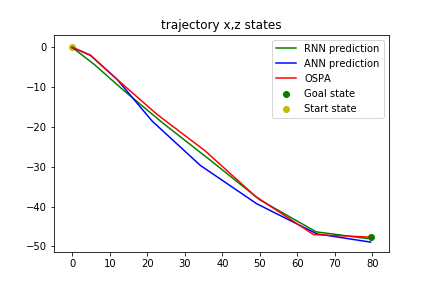 trajectory x,z states
RNN prediction
ANN prediction
OSPA
Goal state
Start state
0
−10
−20
−30
−40
−50
0 10 20 30 40 50 60 70 80